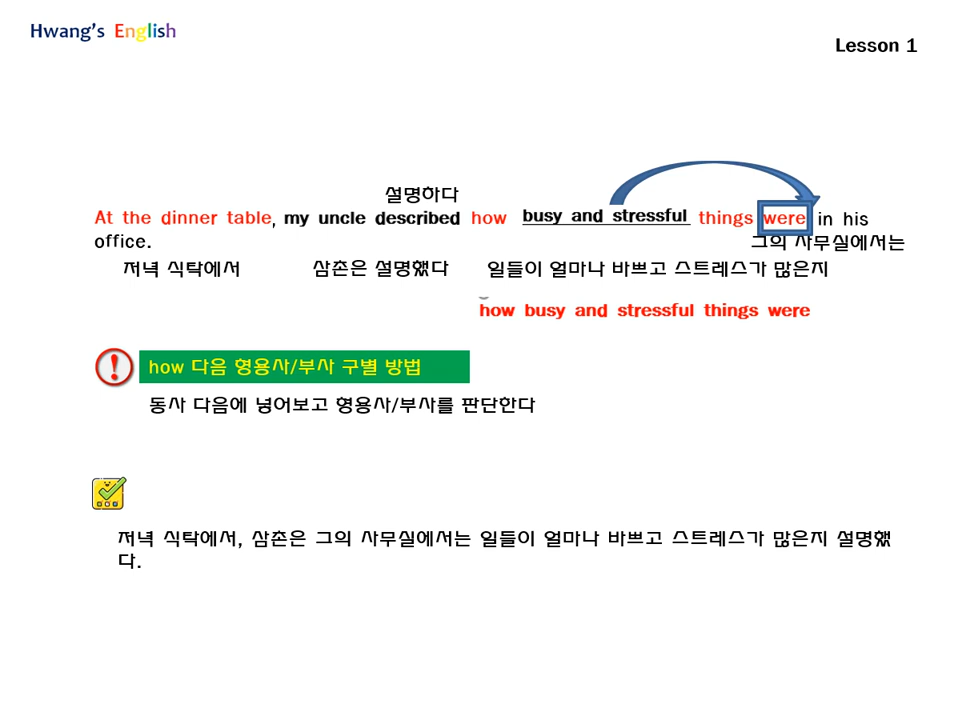 Hwang's English
Lesson 1
설명하다
At the dinner table, my uncle described how busy and stressful things were in his
office.
그의 사무실에서는
저녁 식탁에서 삼촌은 설명했다 일들이 얼마나 바쁘고 스트레스가 많은지
how busy and stressful things were
how 다음 형용사/부사 구별 방법
동사 다음에 넣어보고 형용사/부사를 판단한다
저녁 식탁에서, 삼촌은 그의 사무실에서는 일들이 얼마나 바쁘고 스트레스가 많은지 설명했
다.